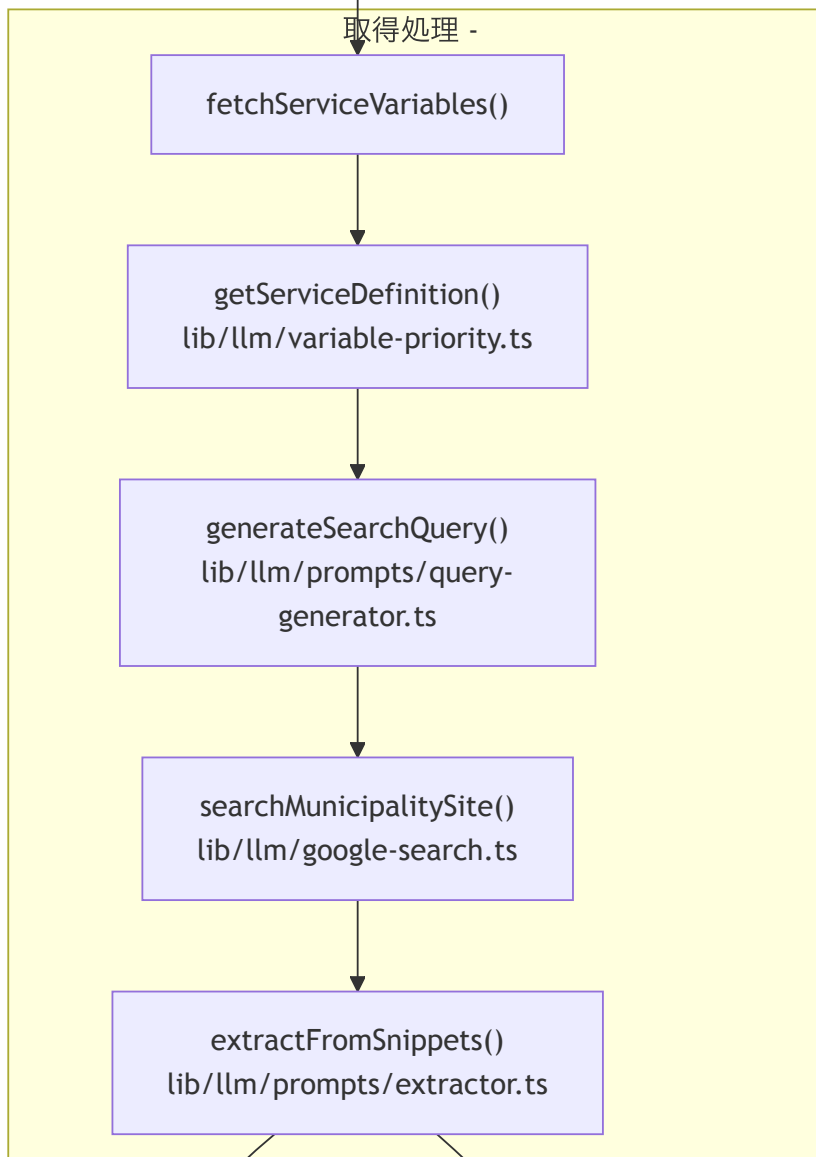 取得処理 -
fetchServiceVariables()
getServiceDefinition()
lib/llm/variable-priority.ts
generateSearchQuery()
lib/llm/prompts/query-
generator.ts
searchMunicipalitySite()
lib/llm/google-search.ts
extractFromSnippets()
lib/llm/prompts/extractor.ts